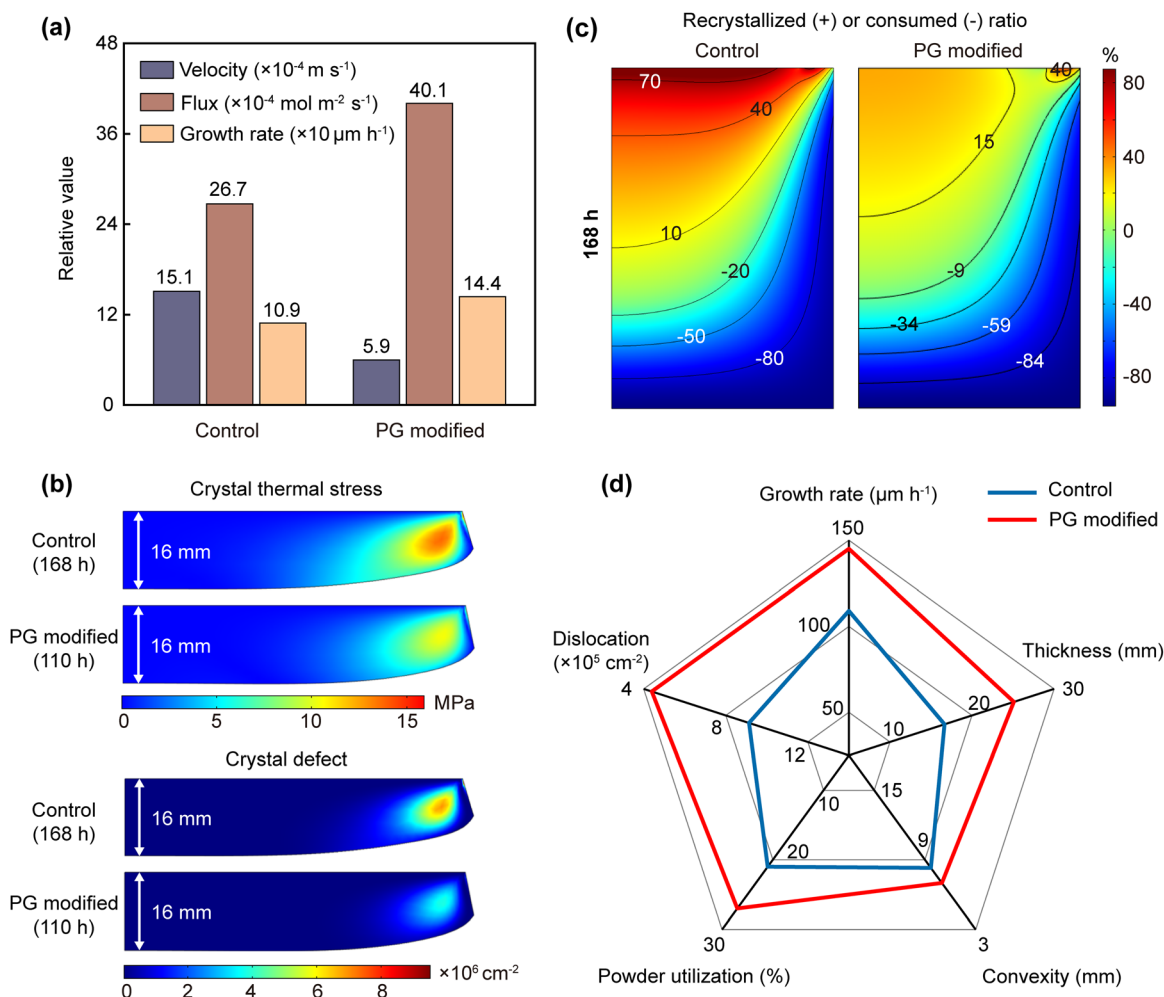 (a)
48
36
24
12
0
Relative value
Velocity (×10⁻⁴ m s⁻¹)
Flux (×10⁻⁴ mol m⁻² s⁻¹)
Growth rate (×10 µm h⁻¹)
15.1
26.7
10.9
5.9
40.1
14.4
Control
PG modified
(c)
Recrystallized (+) or consumed (-) ratio
Control
PG modified
168 h
70
40
10
-20
-50
-80
40
15
-9
-34
-59
-84
%
80
40
0
-40
-80
(b)
Crystal thermal stress
Control
(168 h)
16 mm
PG modified
(110 h)
16 mm
0
5
10
15
MPa
Crystal defect
Control
(168 h)
16 mm
PG modified
(110 h)
16 mm
0
2
4
6
8
×10⁶ cm⁻²
(d)
Control
PG modified
Growth rate (µm h⁻¹)
150
100
50
Thickness (mm)
30
20
10
Convexity (mm)
15
9
3
Powder utilization (%)
10
20
30
Dislocation
(×10⁵ cm⁻²)
4
8
12